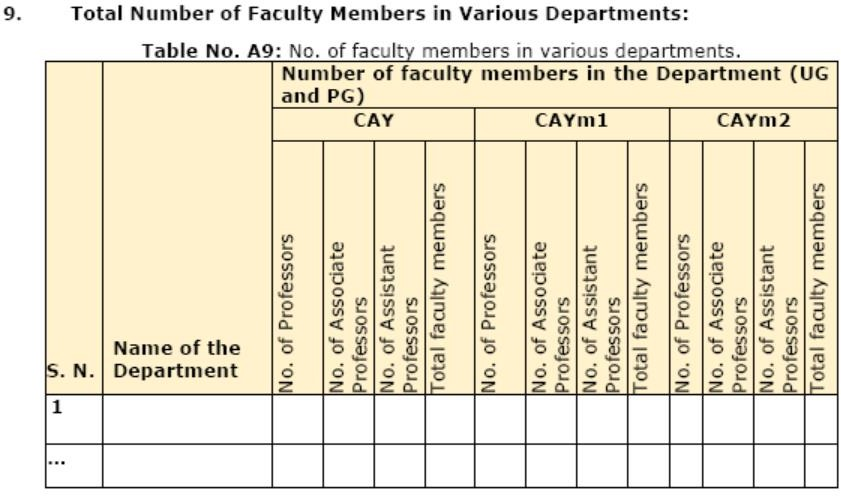 9. Total Number of Faculty Members in Various Departments:
Table No. A9: No. of faculty members in various departments.
Number of faculty members in the Department (UG
and PG)
CAY CAYm1 CAYm2
S. N.
Name of the
Department
No. of Professors
No. of Associate
Professors
No. of Assistant
Professors
Total faculty members
No. of Professors
No. of Associate
Professors
No. of Assistant
Professors
Total faculty members
No. of Professors
No. of Associate
Professors
No. of Assistant
Professors
Total faculty members
1
...